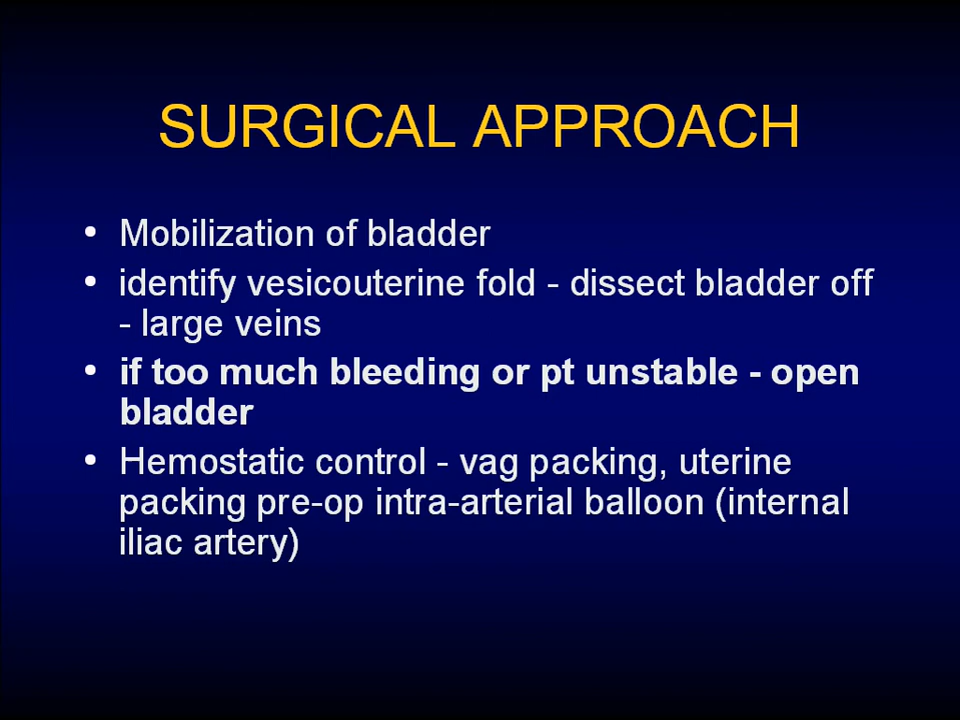 SURGICAL APPROACH
• Mobilization of bladder
• identify vesicouterine fold - dissect bladder off
- large veins
• if too much bleeding or pt unstable - open
bladder
• Hemostatic control - vag packing, uterine
packing pre-op intra-arterial balloon (internal
iliac artery)